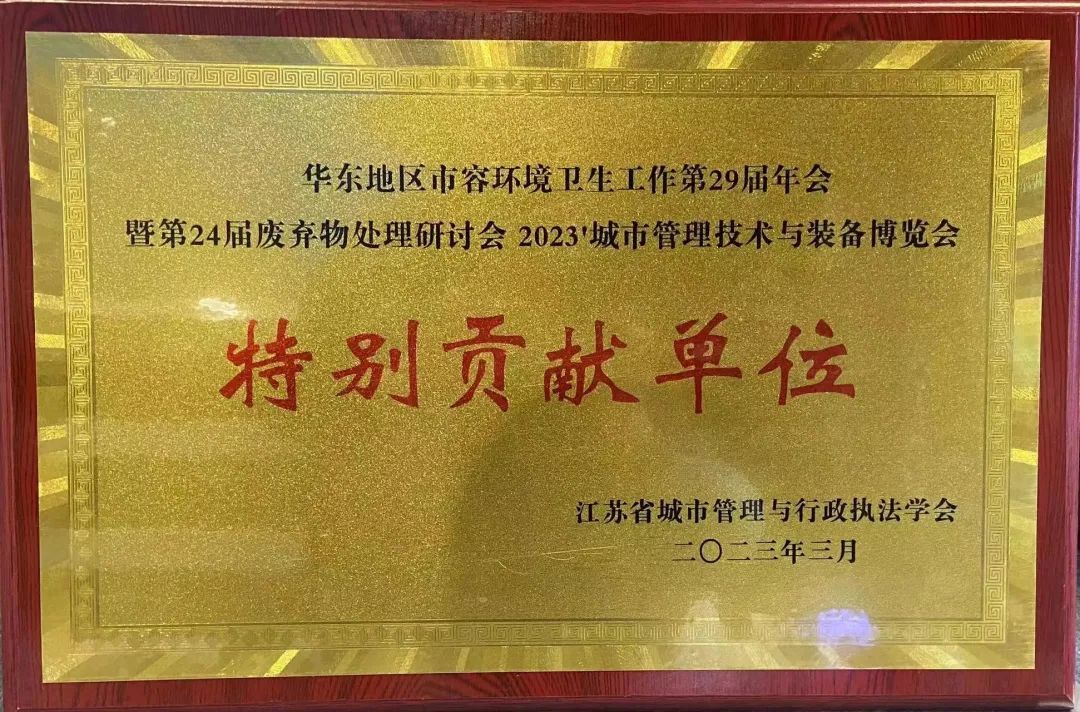 华东地区市容环境卫生工作第29届年会
暨第24届废弃物处理研讨会 2023'城市管理技术与装备博览会
特别贡献单位
江苏省城市管理与行政执法学会
二〇二三年三月